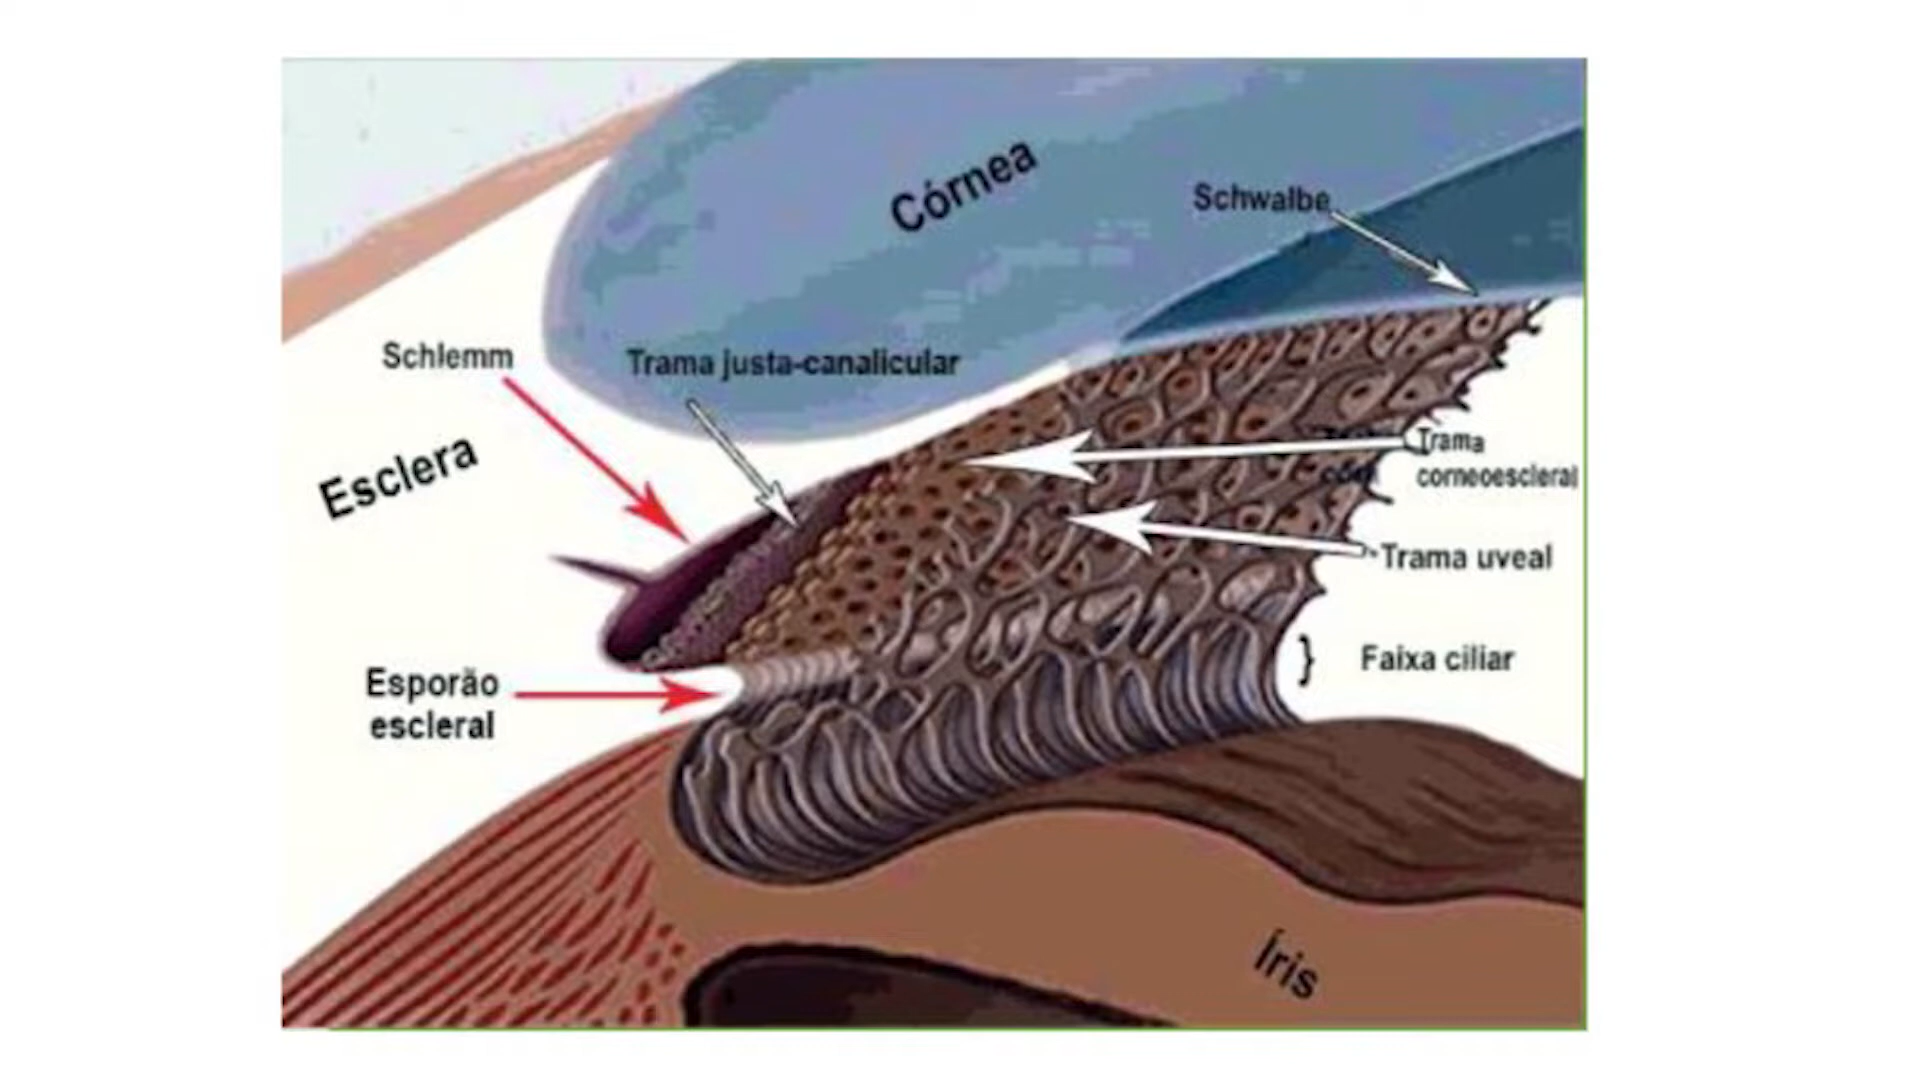 Córnea
Schwalbe
Schlemm
Trama justa-canalicular
Esclera
Trama
corneoescleral
Trama uveal
Faixa ciliar
Esporão
escleral
Íris